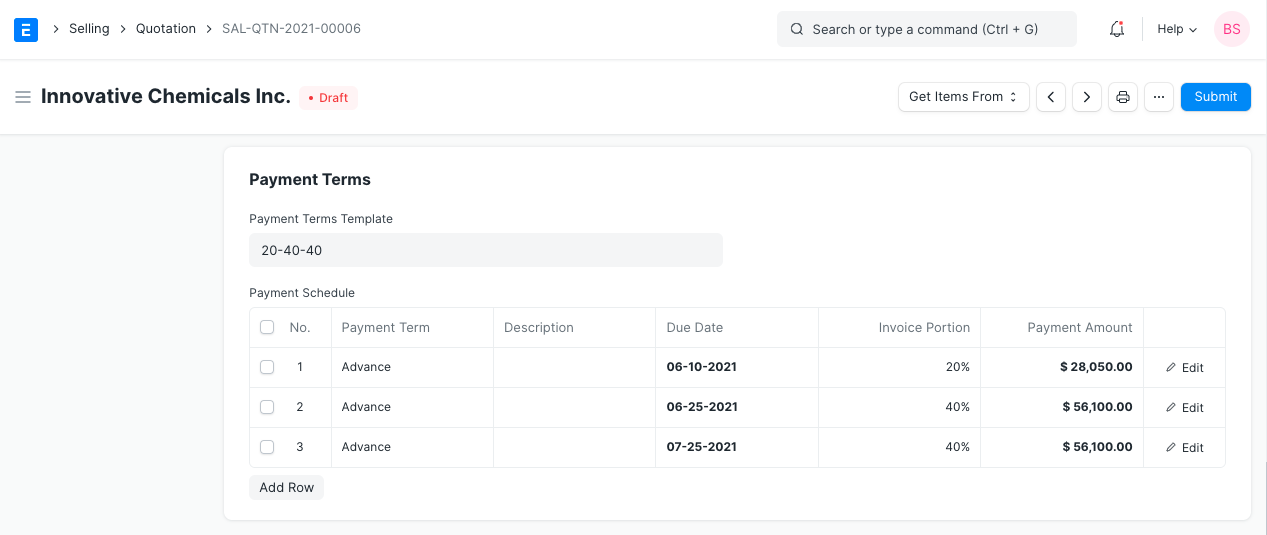 E Selling Quotation SAL-QTN-2021-00006 Search or type a command (Ctrl + G) Help BS
Innovative Chemicals Inc. • Draft Get Items From ... Submit
Payment Terms
Payment Terms Template
20-40-40
Payment Schedule
No. Payment Term Description Due Date Invoice Portion Payment Amount
1 Advance 06-10-2021 20% $ 28,050.00 Edit
2 Advance 06-25-2021 40% $ 56,100.00 Edit
3 Advance 07-25-2021 40% $ 56,100.00 Edit
Add Row